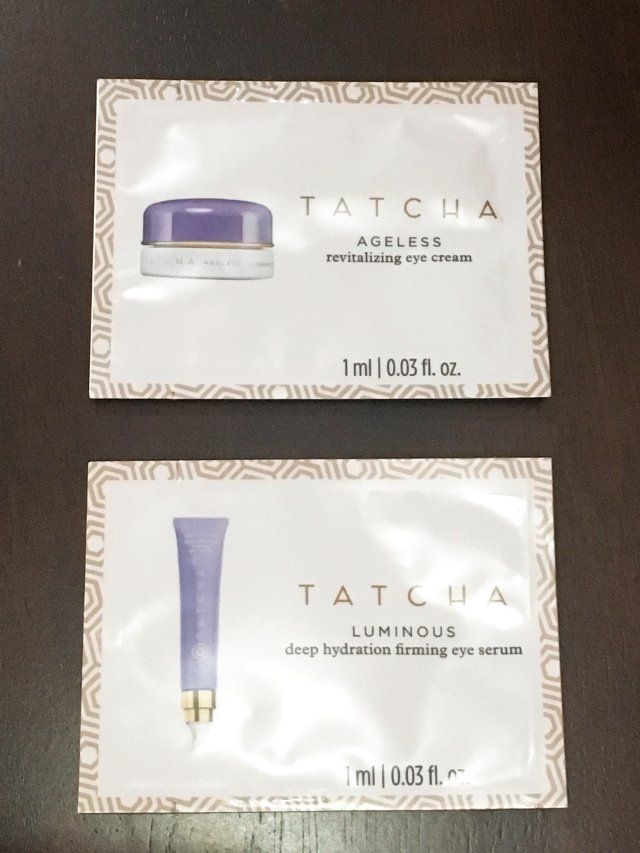 TATCHA
AGELESS
revitalizing eye cream
1 ml | 0.03 fl. oz.
TATCHA
TATCHA
LUMINOUS
deep hydration firming eye serum
1 ml | 0.03 fl. oz.